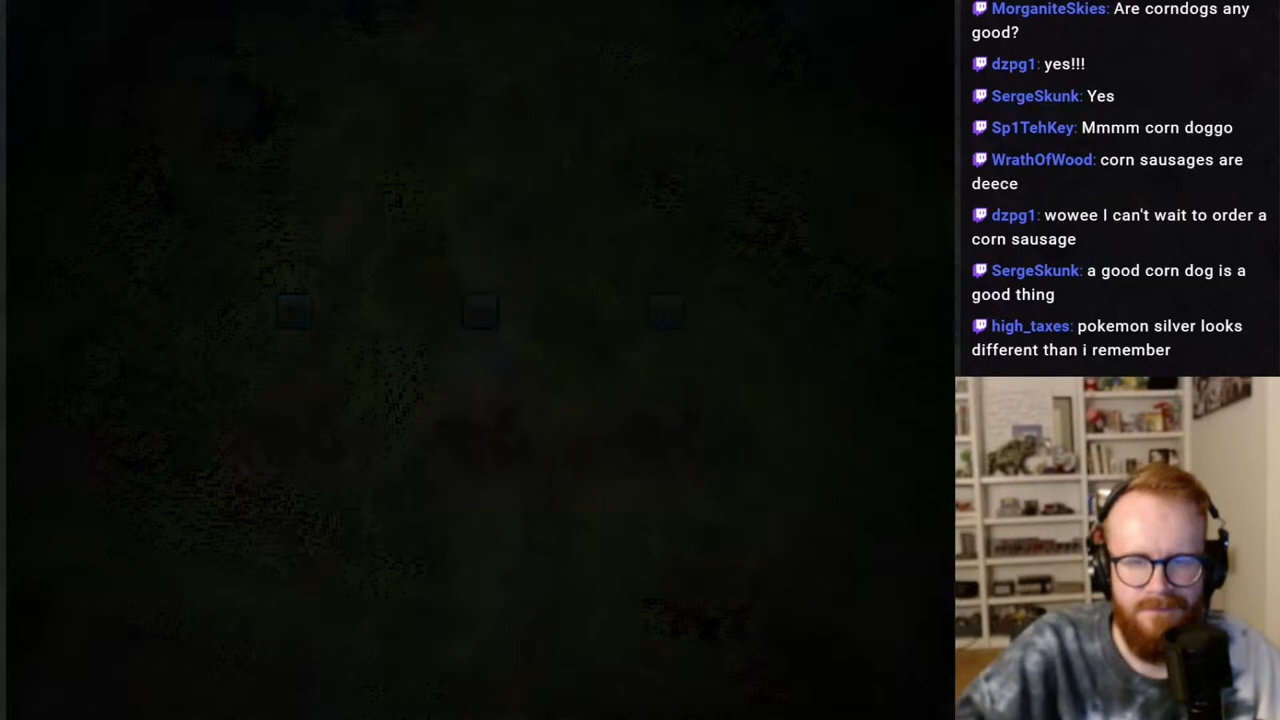 MorganiteSkies: Are corndogs any
good?
dzpg1: yes!!!
SergeSkunk: Yes
Sp1TehKey: Mmmm corn doggo
WrathOfWood: corn sausages are
deece
dzpg1: wowee I can't wait to order a
corn sausage
SergeSkunk: a good corn dog is a
good thing
high_taxes: pokemon silver looks
different than i remember